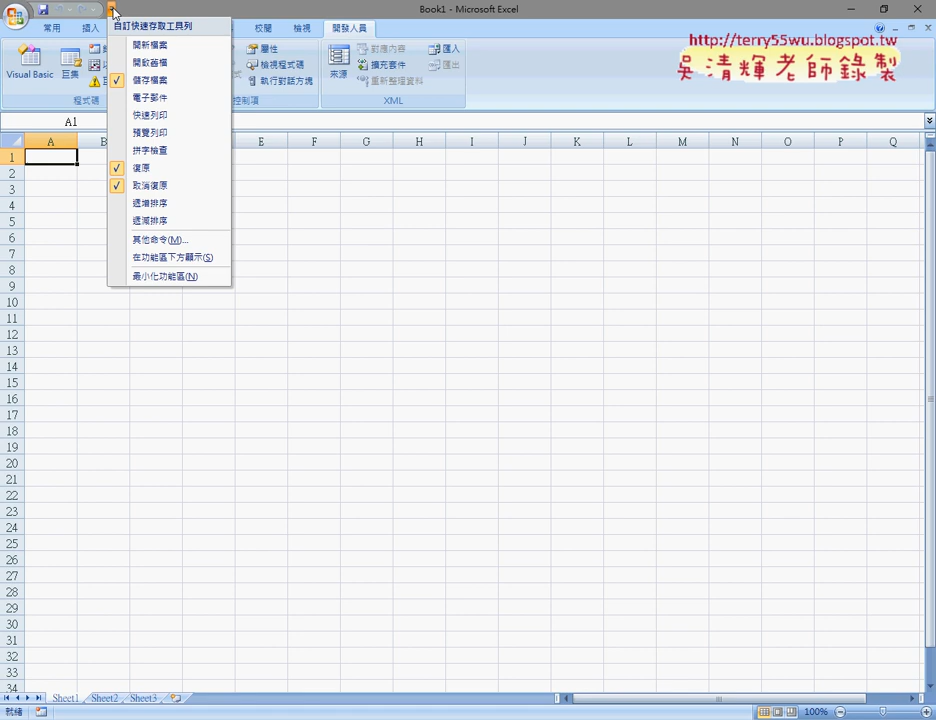 Book1 - Microsoft Excel
自訂快速存取工具列
開新檔案
開啟舊檔
儲存檔案
電子郵件
快速列印
預覽列印
拼字檢查
復原
取消復原
遞增排序
遞減排序
其他命令(M)...
在功能區下方顯示(S)
最小化功能區(N)
常用 插入 校閱 檢視 開發人員
Visual Basic 巨集
程式碼
屬性
檢視程式碼
執行對話方塊
控制項
來源
對應內容
擴充套件
重新整理資料
匯入
匯出
XML
http://terry55wu.blogspot.tw
吳清輝老師錄製
A1
A B E F G H I J K L M N O P Q
1
2
3
4
5
6
7
8
9
10
11
12
13
14
15
16
17
18
19
20
21
22
23
24
25
26
27
28
29
30
31
32
33
34
Sheet1 Sheet2 Sheet3
就緒 100%